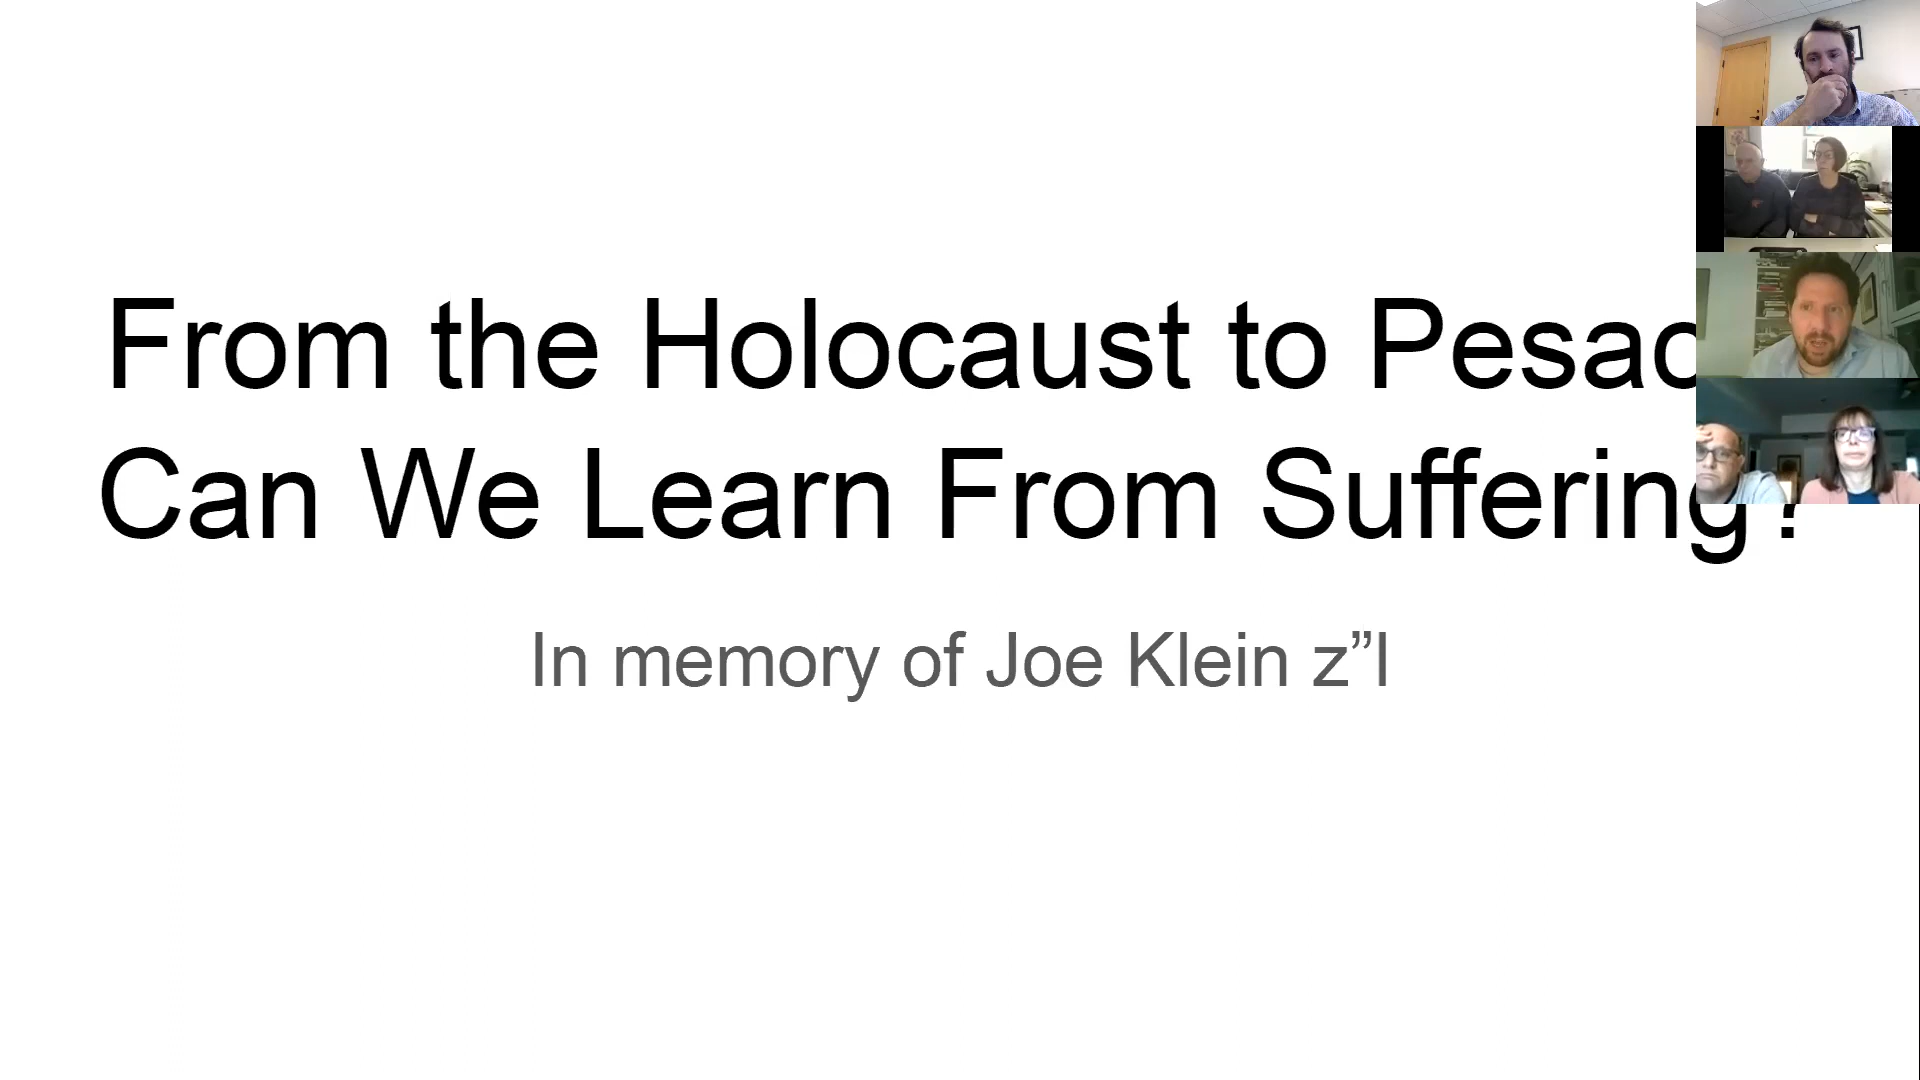 From the Holocaust to Pesac
Can We Learn From Suffering?
In memory of Joe Klein z”l